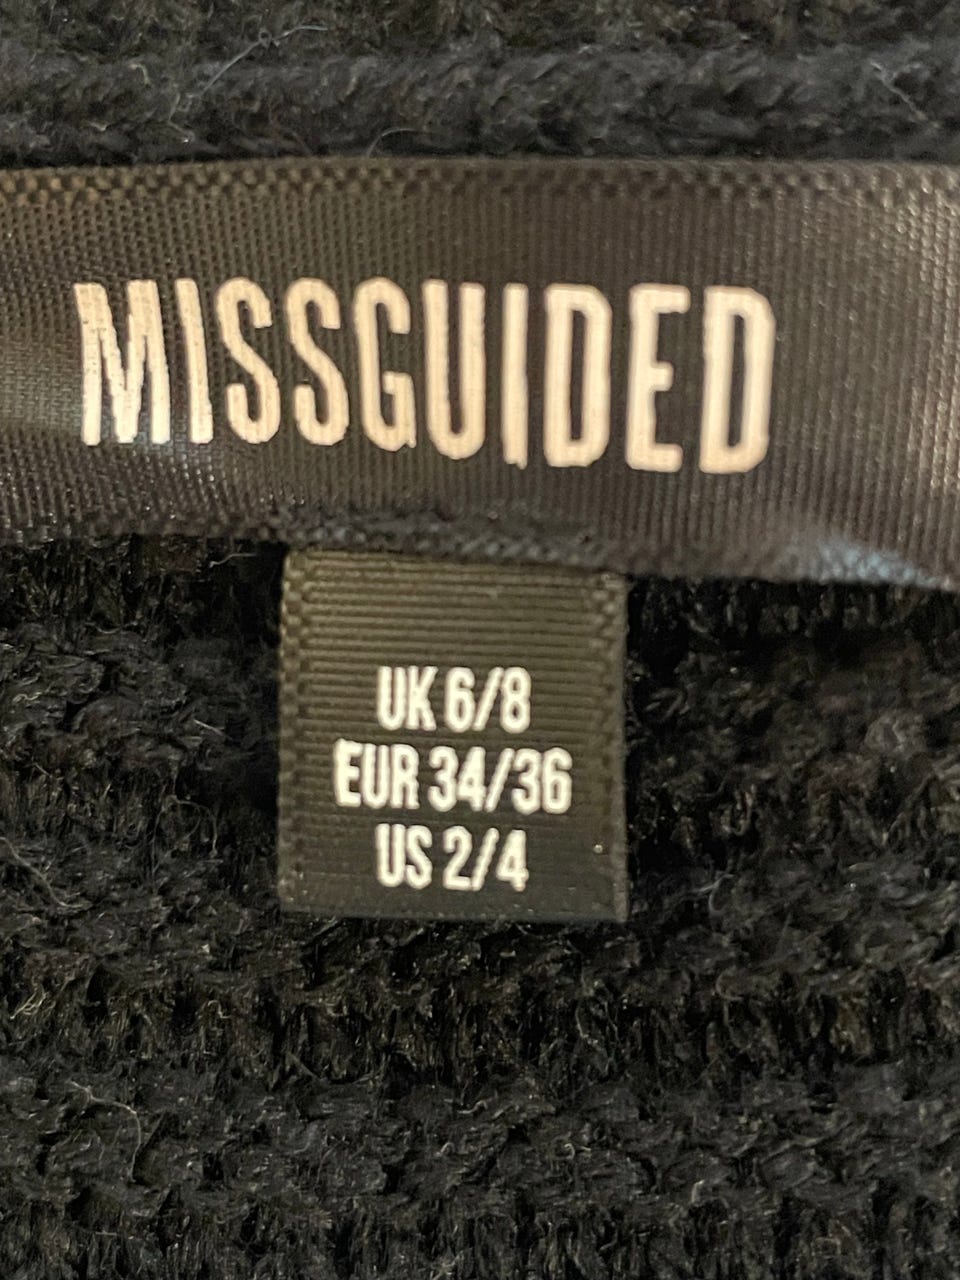 MISSGUIDED
UK 6/8
EUR 34/36
US 2/4